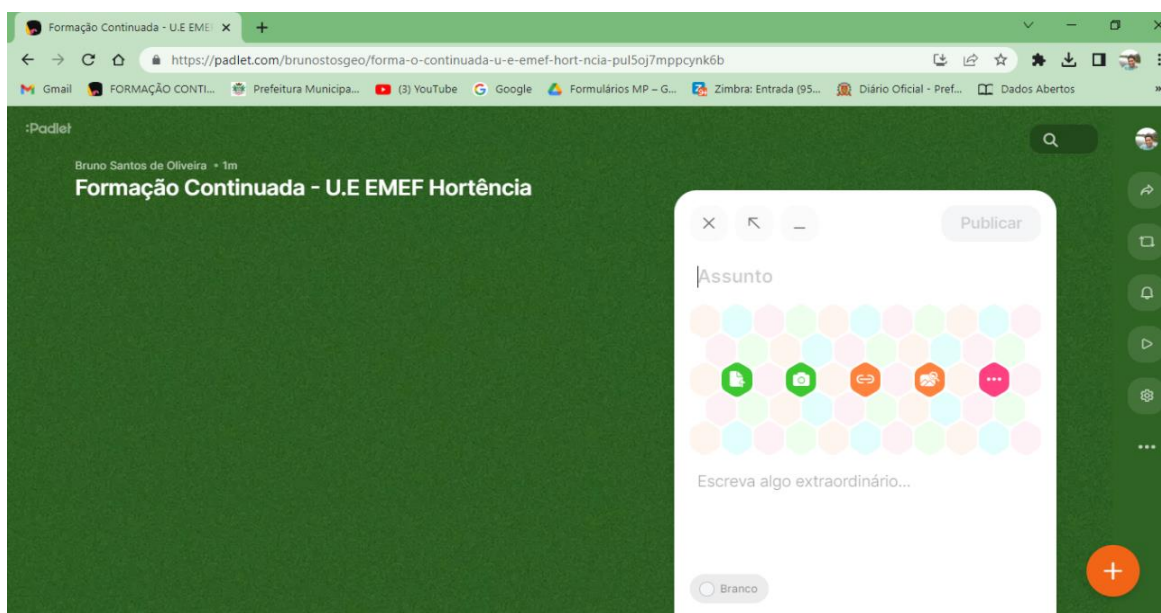 Formação Continuada - U.E EME
https://padlet.com/brunostosgeo/forma-o-continuada-u-e-emef-hort-ncia-pul5oj7mppcynk6b
Gmail FORMAÇÃO CONTI... Prefeitura Municipa... (3) YouTube Google Formulários MP – G... Zimbra: Entrada (95... Diário Oficial - Pref... Dados Abertos
:Padlet
Bruno Santos de Oliveira • 1m
Formação Continuada - U.E EMEF Hortência
Publicar
Assunto
Escreva algo extraordinário...
Branco